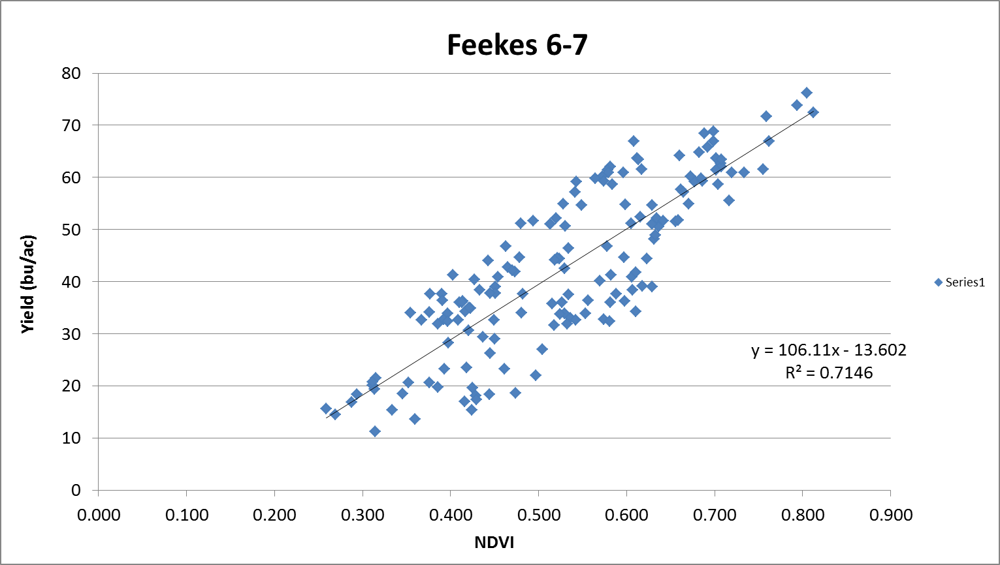 Feekes 6-7
80
70
60
50
40
30
20
10
0
Yield (bu/ac)
Series1
y = 106.11x - 13.602
R² = 0.7146
0.000 0.100 0.200 0.300 0.400 0.500 0.600 0.700 0.800 0.900
NDVI